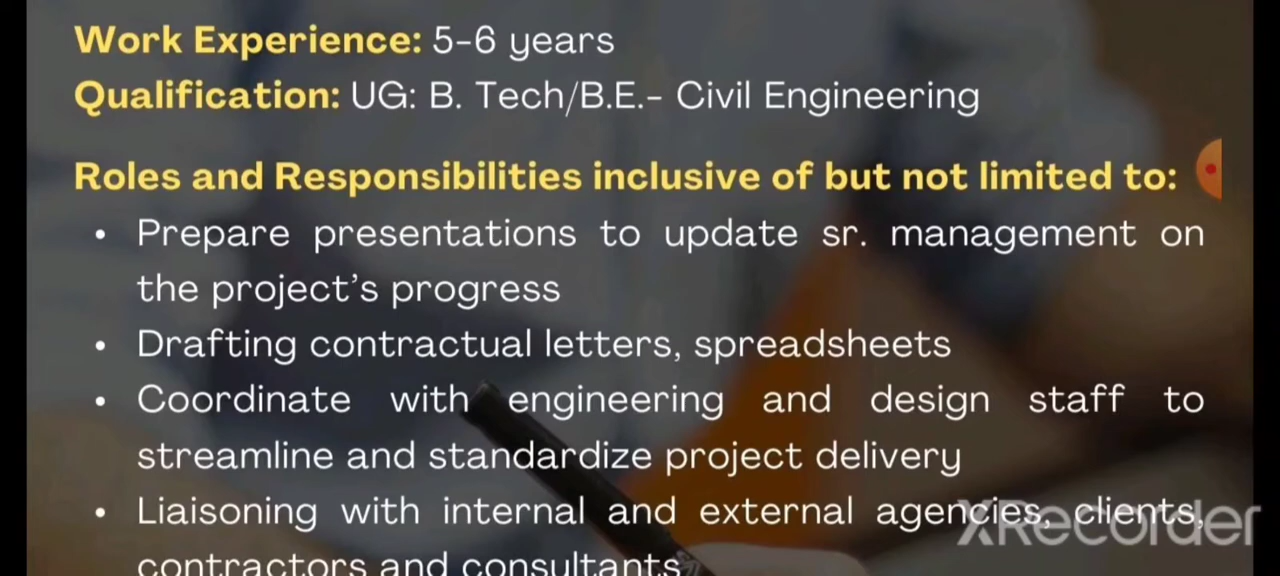 Work Experience: 5-6 years
Qualification: UG: B. Tech/B.E.- Civil Engineering
Roles and Responsibilities inclusive of but not limited to:
• Prepare presentations to update sr. management on
the project's progress
• Drafting contractual letters, spreadsheets
• Coordinate with engineering and design staff to
streamline and standardize project delivery
• Liaisoning with internal and external agencies, clients,
contractors and consultants
XRecorder